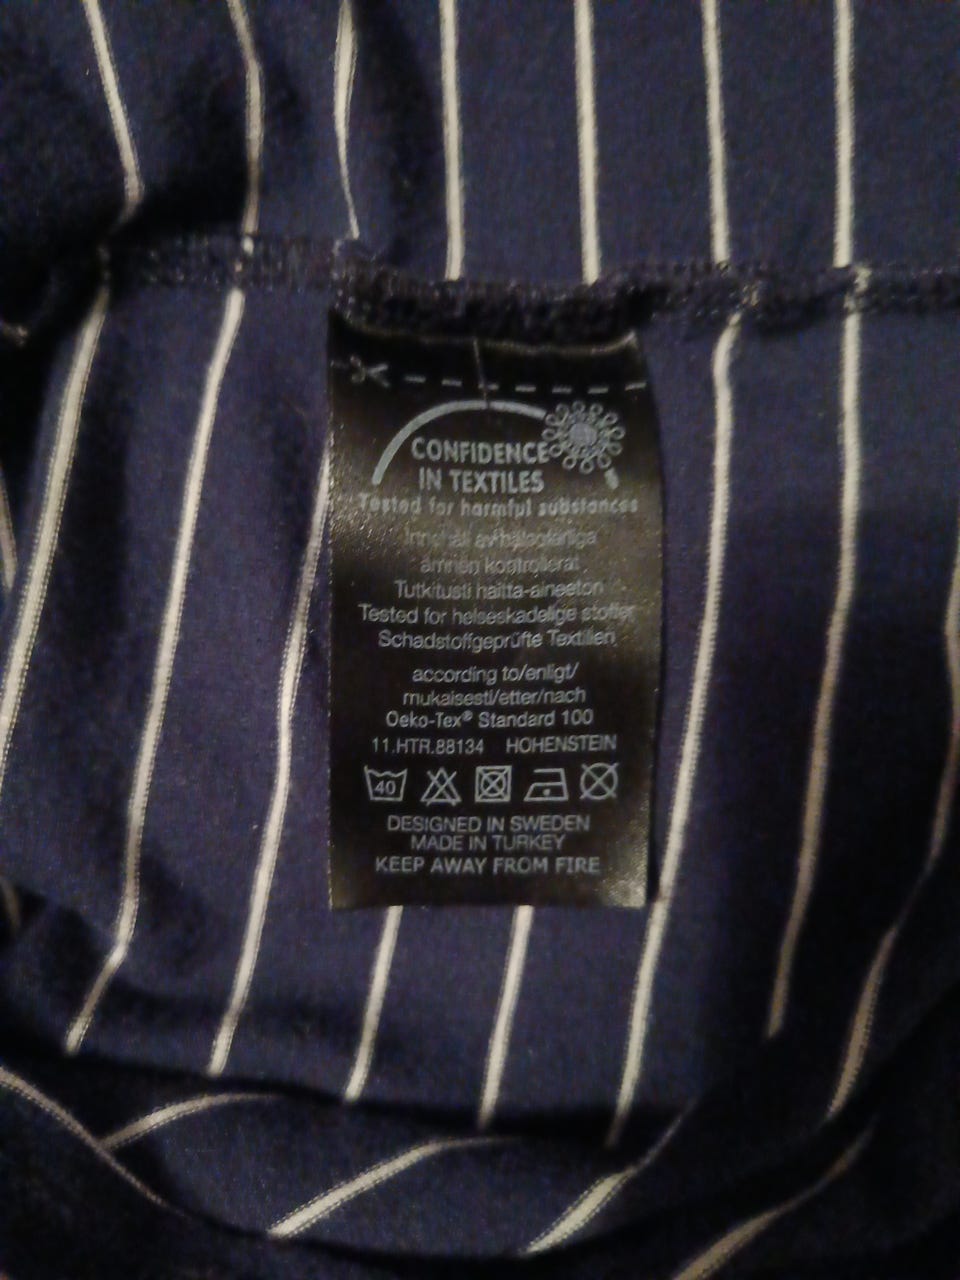 CONFIDENCE
IN TEXTILES
Tested for harmful substances
Innehåll av hälsofarliga
ämnen kontrollerat
Tutkitusti haitta-aineeton
Tested for helseskadelige stoffer
Schadstoffgeprüfte Textilien
according to/enligt/
mukaisesti/etter/nach
Oeko-Tex® Standard 100
11.HTR.88134 HOHENSTEIN
40
DESIGNED IN SWEDEN
MADE IN TURKEY
KEEP AWAY FROM FIRE